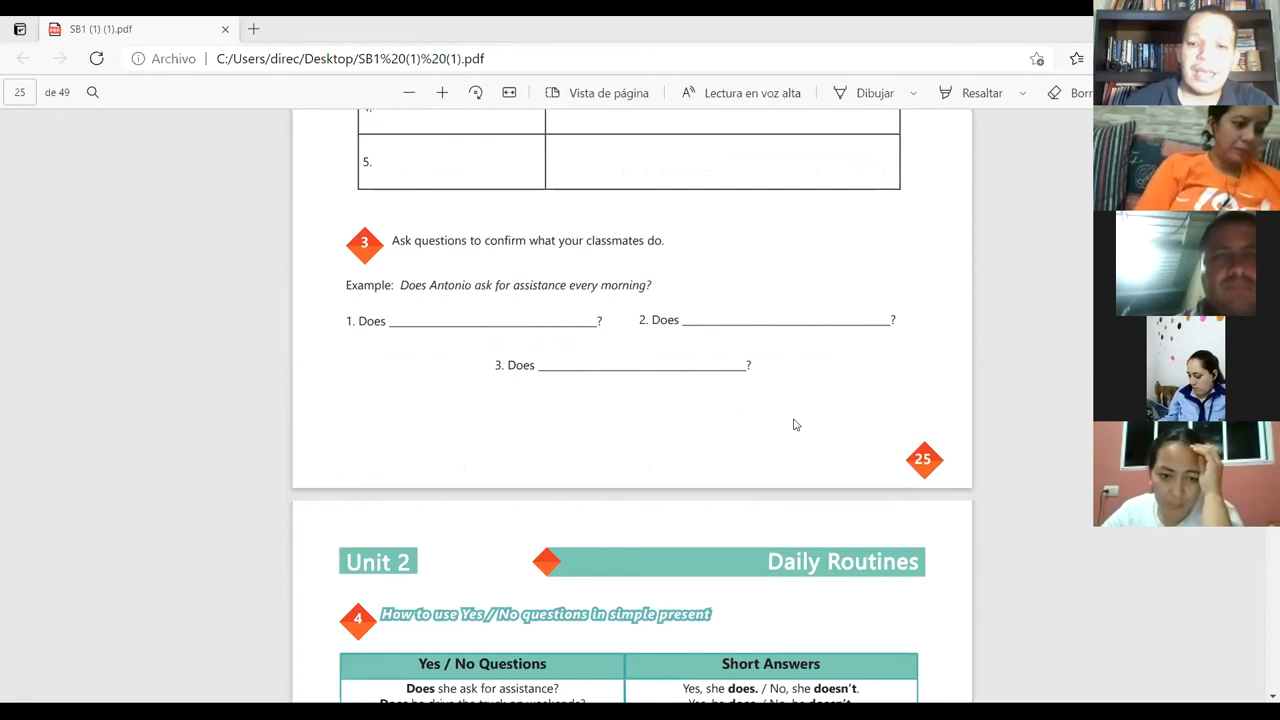 SB1 (1) (1).pdf
Archivo C:/Users/direc/Desktop/SB1%20(1)%20(1).pdf
25 de 49 Vista de página Lectura en voz alta Dibujar Resaltar
5.
3 Ask questions to confirm what your classmates do.
Example: Does Antonio ask for assistance every morning?
1. Does ______________________________? 2. Does ______________________________?
3. Does ______________________________?
25
Unit 2 Daily Routines
4 How to use Yes / No questions in simple present
Yes / No Questions Short Answers
Does she ask for assistance? Yes, she does. / No, she doesn't.